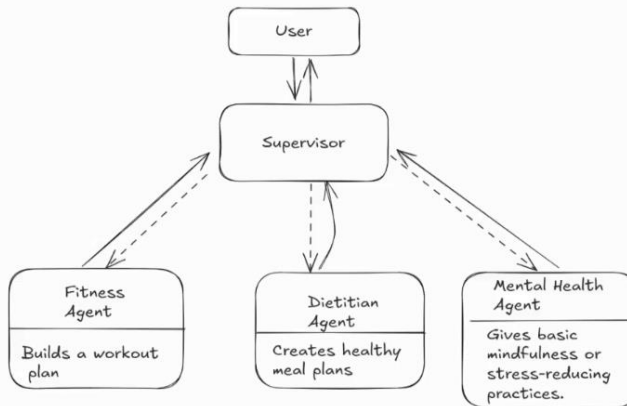 User
Supervisor
Fitness
Agent
Builds a workout
plan
Dietitian
Agent
Creates healthy
meal plans
Mental Health
Agent
Gives basic
mindfulness or
stress-reducing
practices.